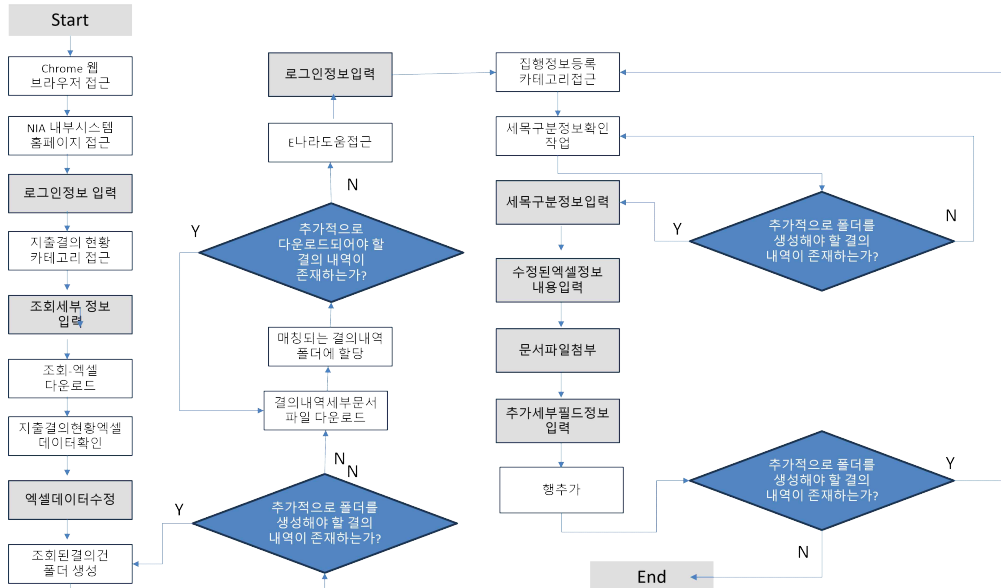 Start
Chrome 웹
브라우저 접근
NIA 내부시스템
홈페이지 접근
로그인정보 입력
지출결의 현황
카테고리 접근
조회세부 정보
입력
조회-엑셀
다운로드
지출결의현황엑셀
데이터확인
엑셀데이터수정
조회된결의건
폴더 생성
로그인정보입력
E나라도움접근
N
Y
추가적으로
다운로드되어야 할
결의 내역이
존재하는가?
매칭되는 결의내역
폴더에 할당
결의내역세부문서
파일 다운로드
N
N
Y
추가적으로 폴더를
생성해야 할 결의
내역이 존재하는가?
집행정보등록
카테고리접근
세목구분정보확인
작업
세목구분정보입력
Y
추가적으로 폴더를
생성해야 할 결의
내역이 존재하는가?
N
수정된엑셀정보
내용입력
문서파일첨부
추가세부필드정보
입력
행추가
추가적으로 폴더를
생성해야 할 결의
내역이 존재하는가?
Y
N
End